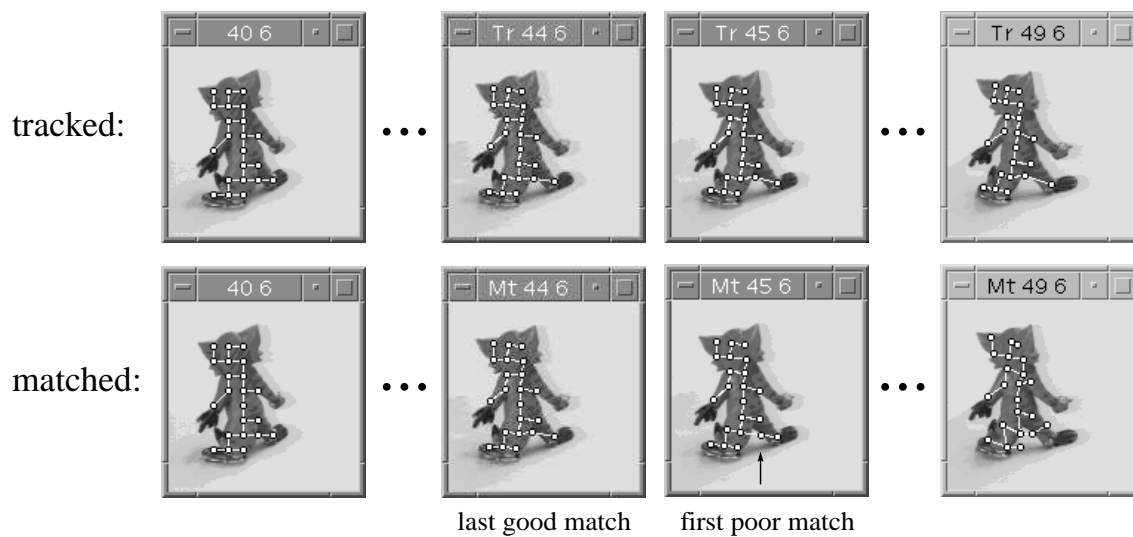 40 6
Tr 44 6
Tr 45 6
Tr 49 6
tracked:
40 6
Mt 44 6
Mt 45 6
Mt 49 6
matched:
last good match
first poor match